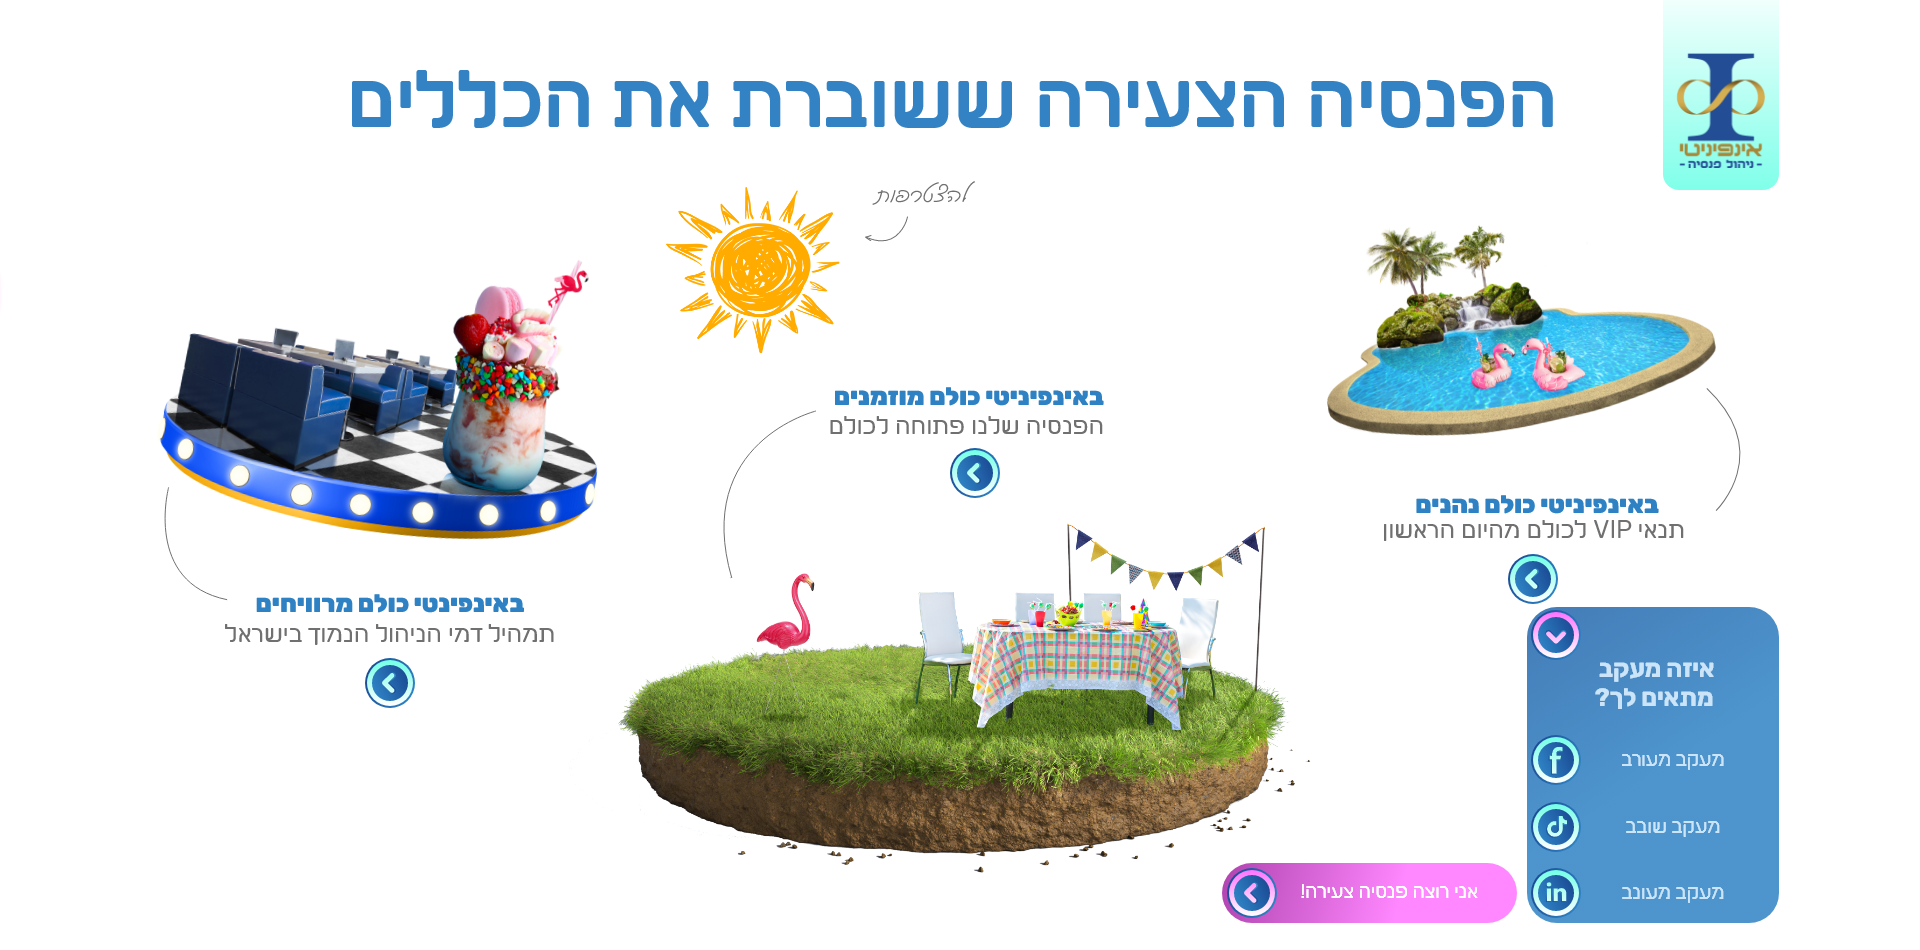 הפנסיה הצעירה ששוברת את הכללים
אינפיניטי
- ניהול פנסיה -
להצטרפות
באינפיניטי כולם נהנים
תנאי VIP לכולם מהיום הראשון
באינפיניטי כולם מוזמנים
הפנסיה שלנו פתוחה לכולם
באינפינטי כולם מרוויחים
תמהיל דמי הניהול הנמוך בישראל
איזה מעקב
מתאים לך?
מעקב מעורב
מעקב שובב
מעקב מעונב
אני רוצה פנסיה צעירה!